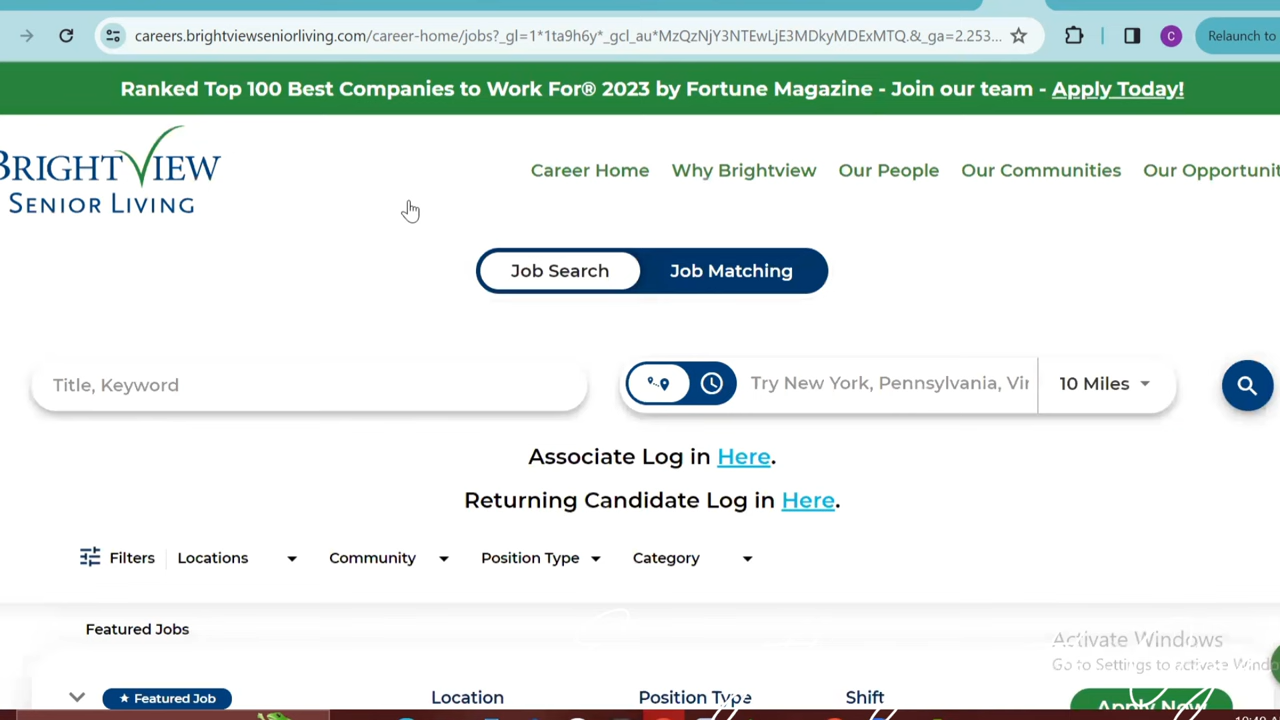 careers.brightviewseniorliving.com/career-home/jobs?_gl=1*1ta9h6y*_gcl_au*MzQzNjY3NTEwLjE3MDkyMDExMTQ.&_ga=2.253...
C
Relaunch to
Ranked Top 100 Best Companies to Work For® 2023 by Fortune Magazine - Join our team - Apply Today!
BRIGHTVIEW
SENIOR LIVING
Career Home Why Brightview Our People Our Communities Our Opportunit
Job Search Job Matching
Title, Keyword
Try New York, Pennsylvania, Vir
10 Miles
Associate Log in Here.
Returning Candidate Log in Here.
Filters Locations Community Position Type Category
Featured Jobs
Activate Windows
Go to Settings to activate Windo
Featured Job Location Position Type Shift
Apply Now